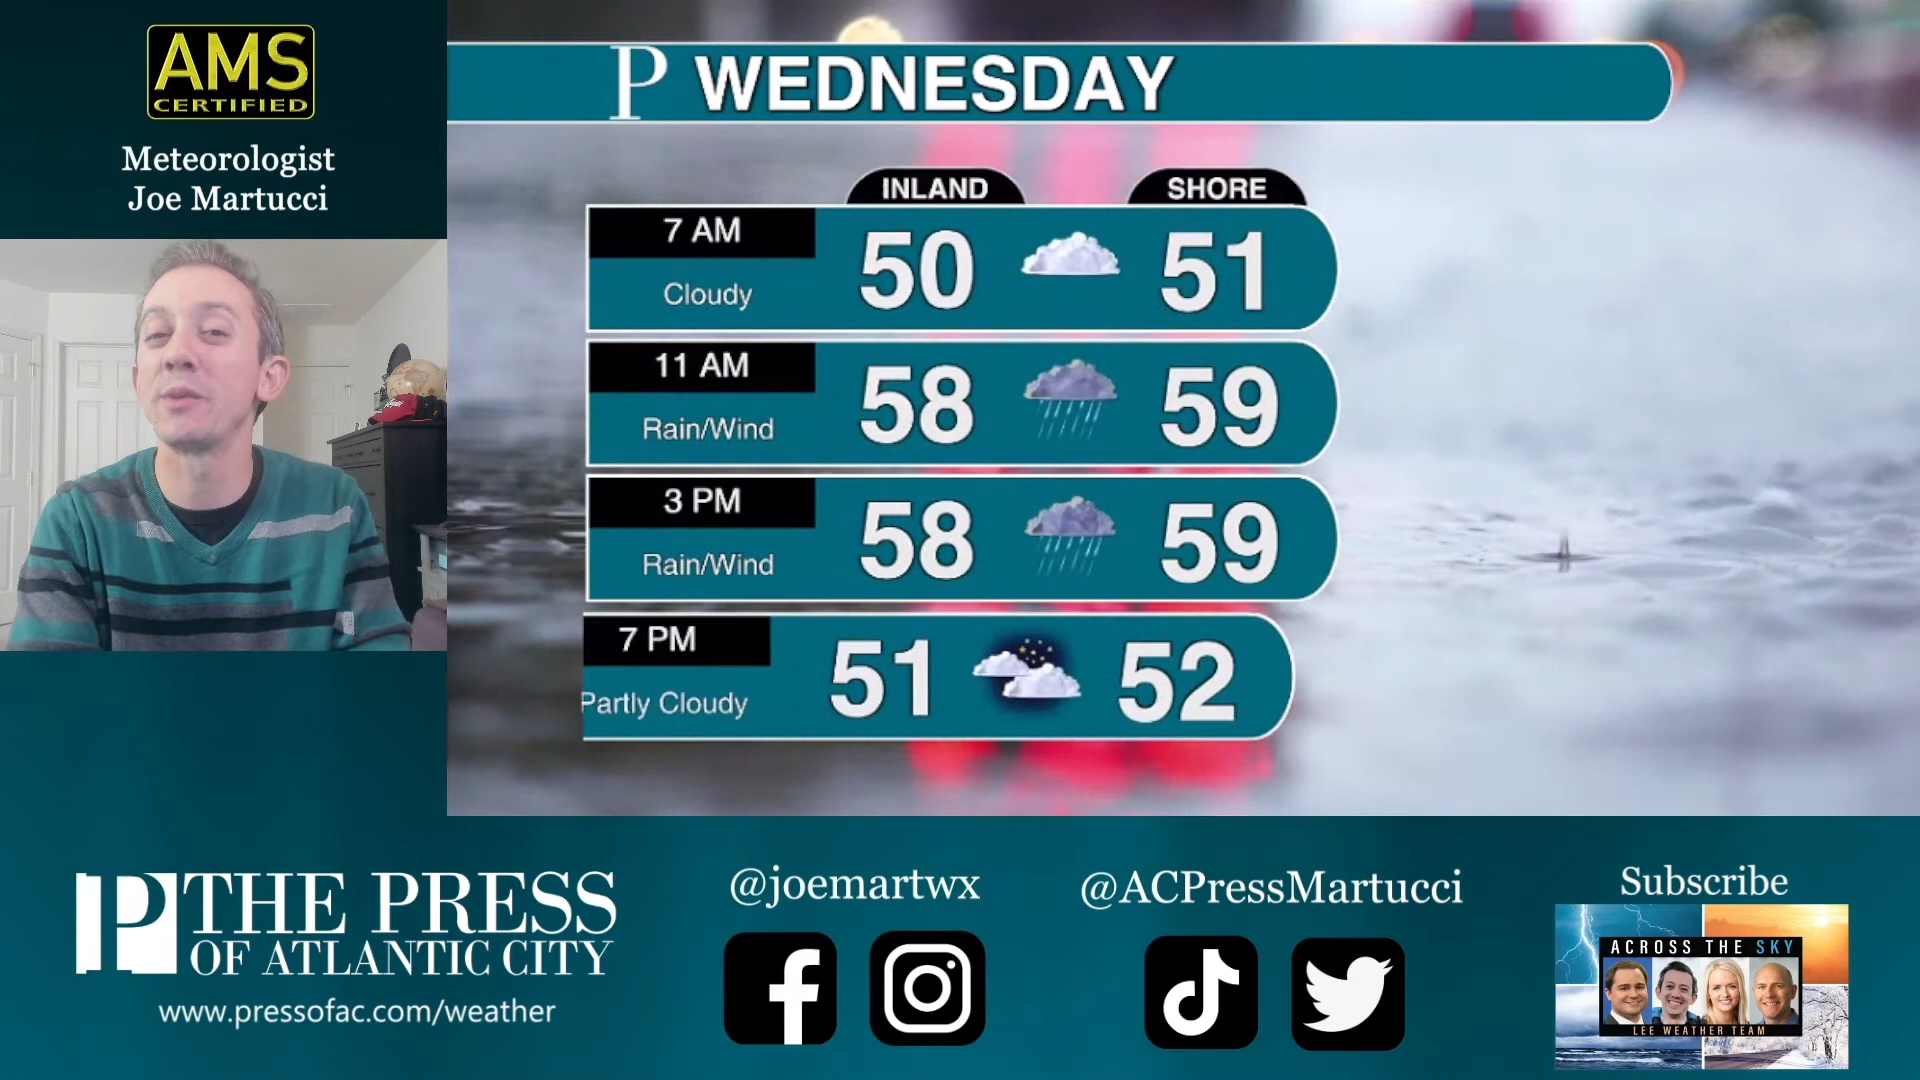 AMS
CERTIFIED
Meteorologist
Joe Martucci
P WEDNESDAY
INLAND
SHORE
7 AM
Cloudy
50
51
11 AM
Rain/Wind
58
59
3 PM
Rain/Wind
58
59
7 PM
Partly Cloudy
51
52
P THE PRESS
OF ATLANTIC CITY
www.pressofac.com/weather
@joemartwx
@ACPressMartucci
Subscribe
ACROSS THE SKY
LEE WEATHER TEAM